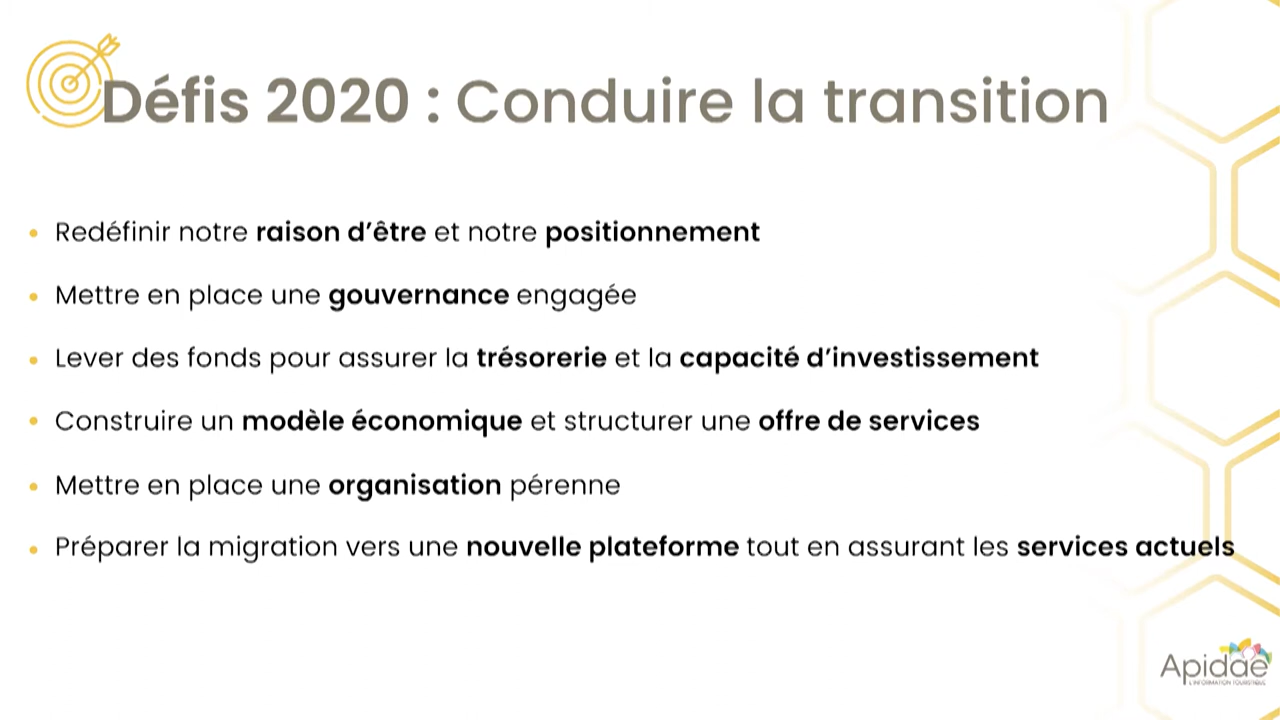 Défis 2020 : Conduire la transition
• Redéfinir notre raison d’être et notre positionnement
• Mettre en place une gouvernance engagée
• Lever des fonds pour assurer la trésorerie et la capacité d’investissement
• Construire un modèle économique et structurer une offre de services
• Mettre en place une organisation pérenne
• Préparer la migration vers une nouvelle plateforme tout en assurant les services actuels
Apidae
L'INFORMATION TOURISTIQUE